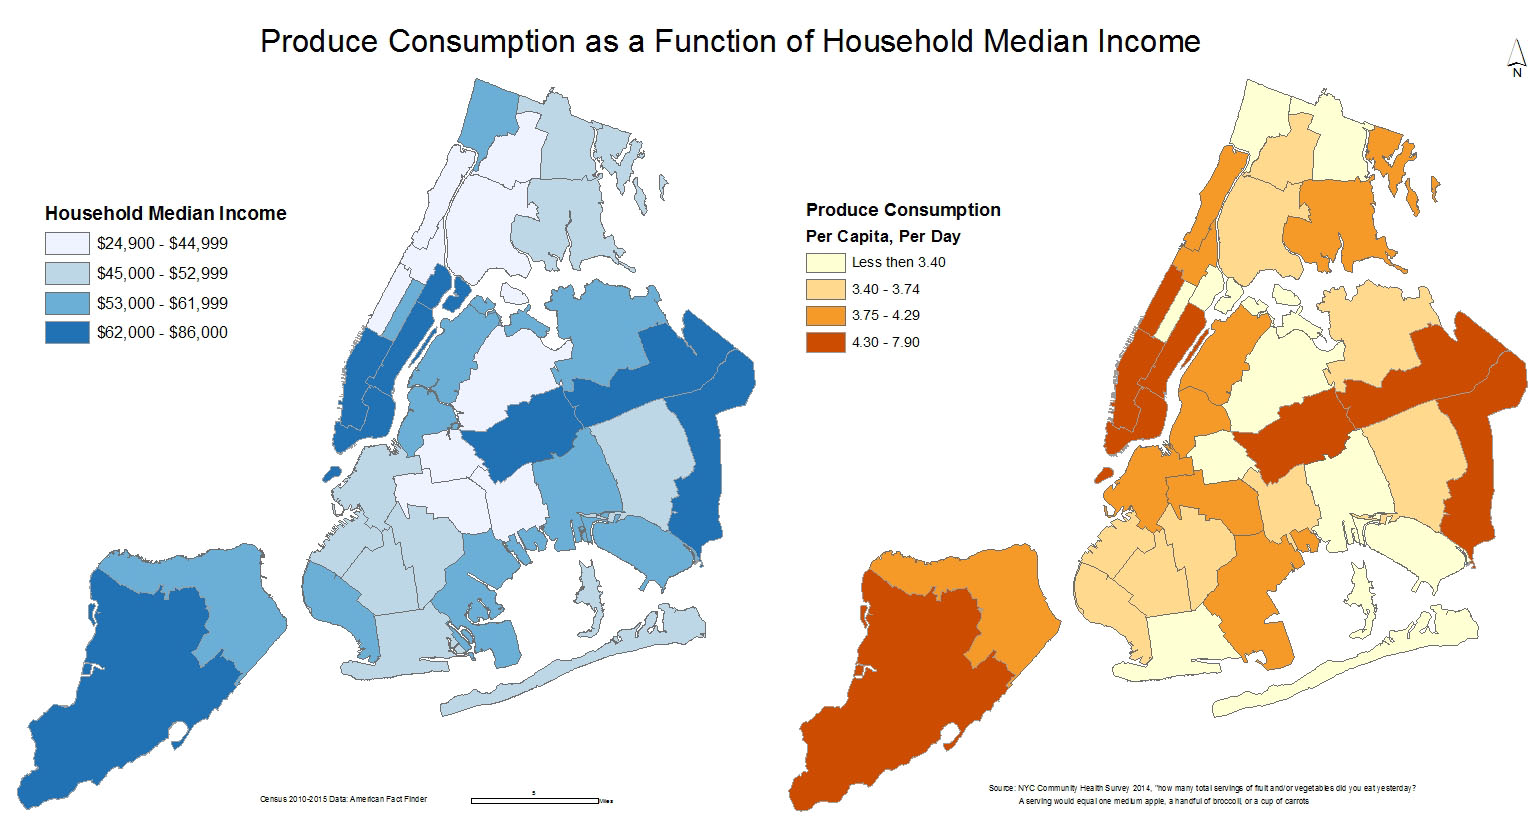 Produce Consumption as a Function of Household Median Income
N
Household Median Income
$24,900 - $44,999
$45,000 - $52,999
$53,000 - $61,999
$62,000 - $86,000
Produce Consumption
Per Capita, Per Day
Less then 3.40
3.40 - 3.74
3.75 - 4.29
4.30 - 7.90
Census 2010-2015 Data: American Fact Finder
5
Miles
Source: NYC Community Health Survey 2014, "how many total servings of fruit and/or vegetables did you eat yesterday?
A serving would equal one medium apple, a handful of broccoli, or a cup of carrots